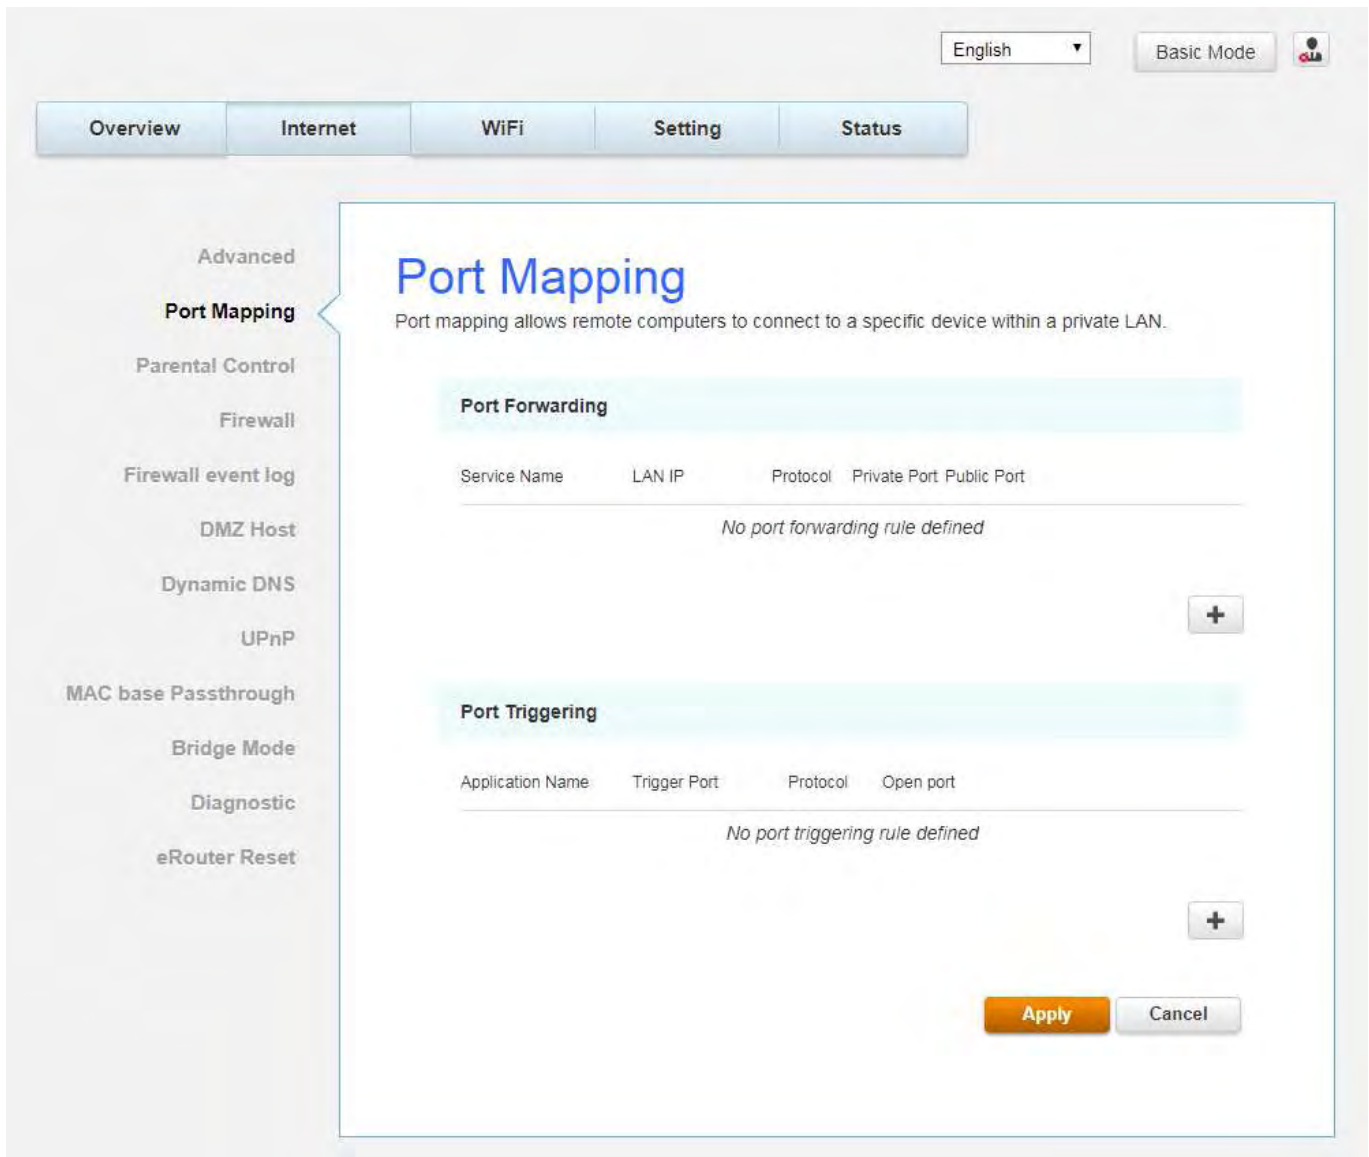 English
Basic Mode
Overview Internet WiFi Setting Status
Advanced
Port Mapping
Parental Control
Firewall
Firewall event log
DMZ Host
Dynamic DNS
UPnP
MAC base Passthrough
Bridge Mode
Diagnostic
eRouter Reset
Port Mapping
Port mapping allows remote computers to connect to a specific device within a private LAN.
Port Forwarding
Service Name LAN IP Protocol Private Port Public Port
No port forwarding rule defined
+
Port Triggering
Application Name Trigger Port Protocol Open port
No port triggering rule defined
+
Apply Cancel